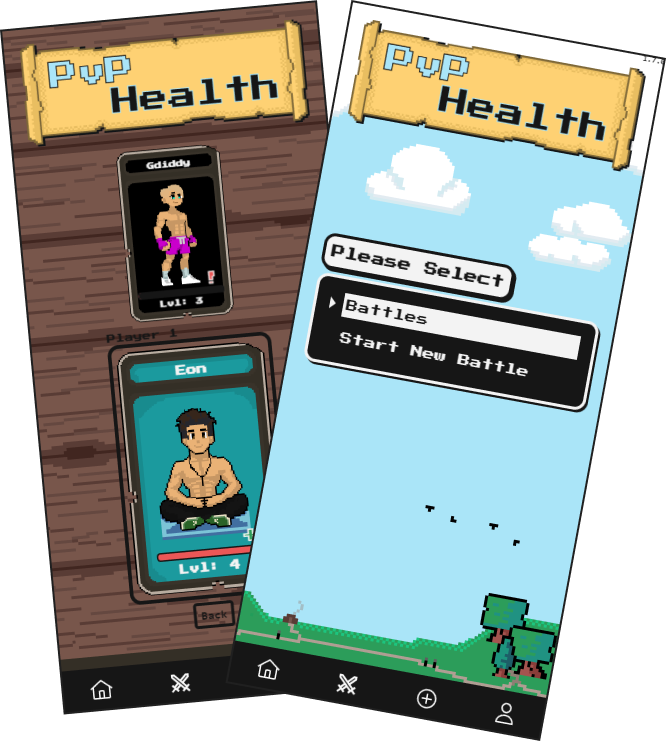 PvP
Health
Gdiddy
!
Lvl: 3
Player 1
Eon
Lvl: 4
Back
PvP
Health
Please Select
Battles
Start New Battle